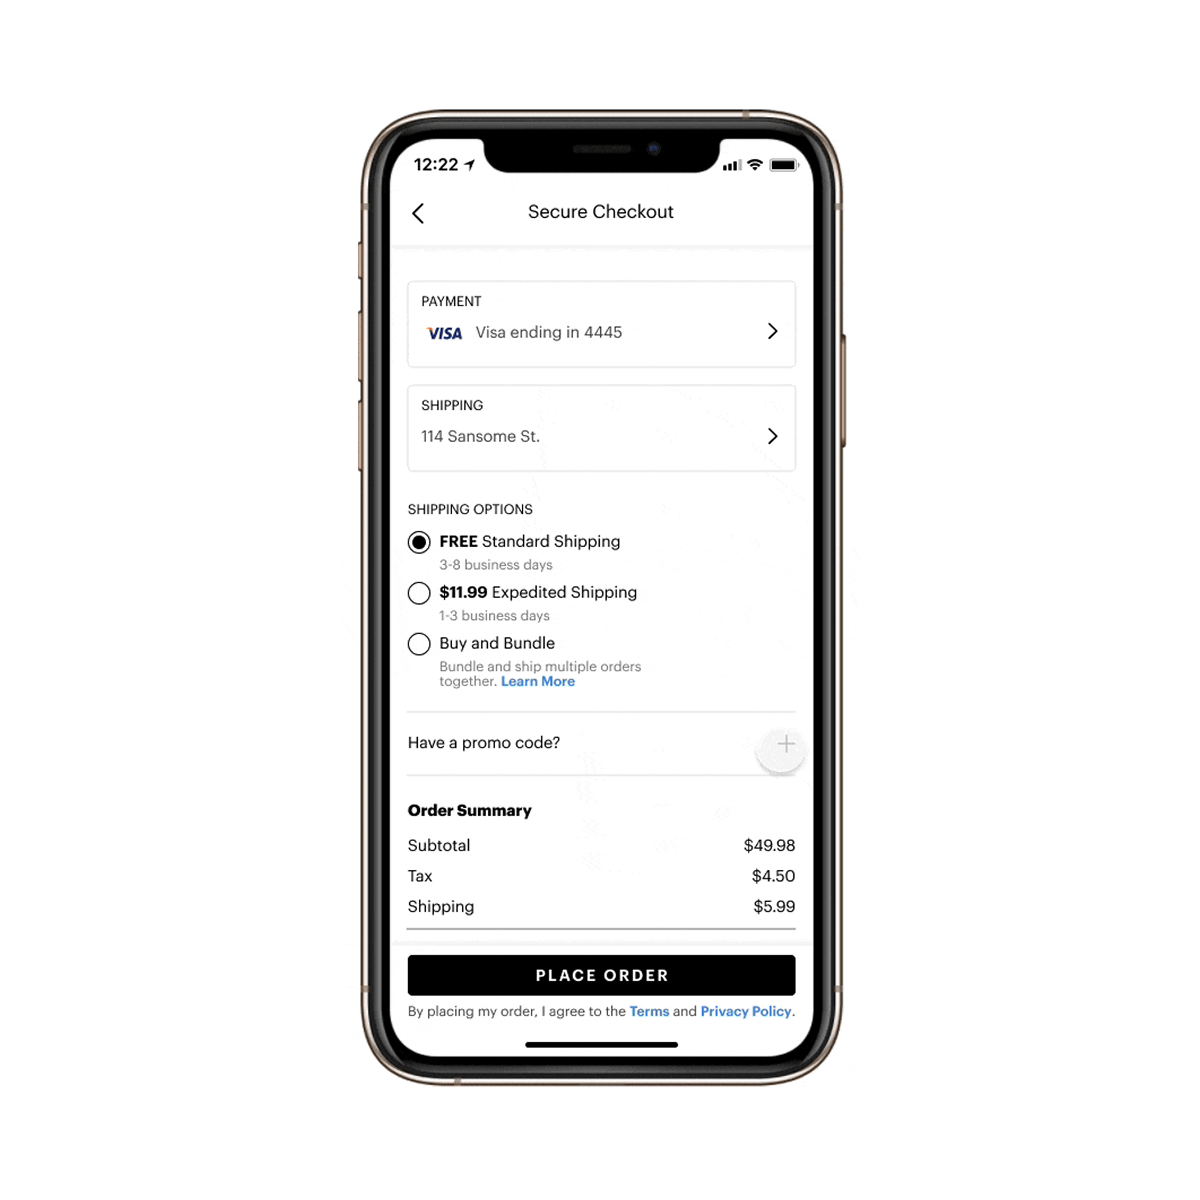 12:22
Secure Checkout
PAYMENT
VISA Visa ending in 4445
SHIPPING
114 Sansome St.
SHIPPING OPTIONS
FREE Standard Shipping
3-8 business days
$11.99 Expedited Shipping
1-3 business days
Buy and Bundle
Bundle and ship multiple orders
together. Learn More
Have a promo code?
Order Summary
Subtotal $49.98
Tax $4.50
Shipping $5.99
PLACE ORDER
By placing my order, I agree to the Terms and Privacy Policy.